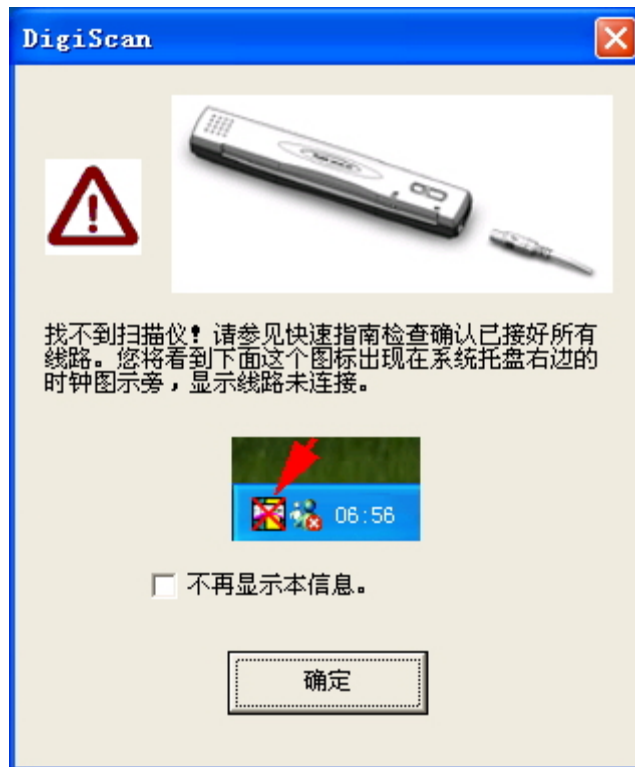 DigiScan
找不到扫描仪！请参见快速指南检查确认已接好所有
线路。您将看到下面这个图标出现在系统托盘右边的
时钟图示旁，显示线路未连接。
06:56
不再显示本信息。
确定